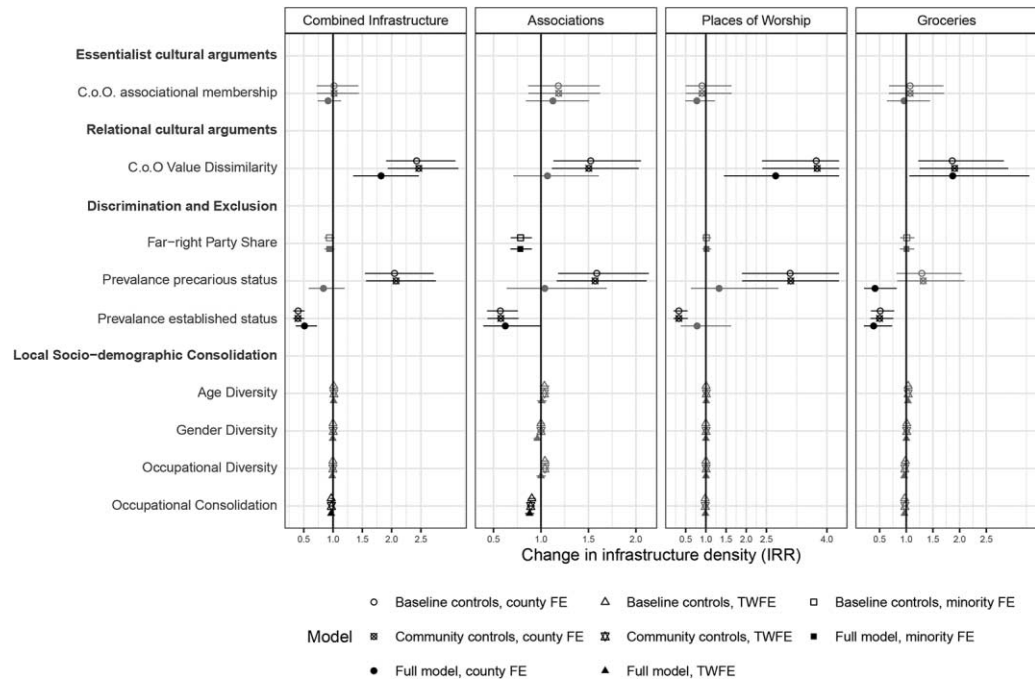 Combined Infrastructure
Associations
Places of Worship
Groceries
Essentialist cultural arguments
C.o.O. associational membership
Relational cultural arguments
C.o.O Value Dissimilarity
Discrimination and Exclusion
Far−right Party Share
Prevalance precarious status
Prevalance established status
Local Socio−demographic Consolidation
Age Diversity
Gender Diversity
Occupational Diversity
Occupational Consolidation
0.5 1.0 1.5 2.0 2.5
0.5 1.0 1.5 2.0
0.5 1.0 1.5 2.0 2.5 4.0
0.5 1.0 1.5 2.0 2.5
Change in infrastructure density (IRR)
Baseline controls, county FE
Baseline controls, TWFE
Baseline controls, minority FE
Model
Community controls, county FE
Community controls, TWFE
Full model, minority FE
Full model, county FE
Full model, TWFE